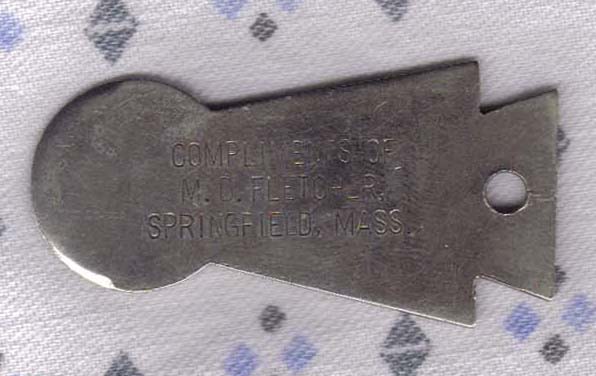 COMPLIMENTS OF
M. C. FLETCHER,
SPRINGFIELD, MASS.